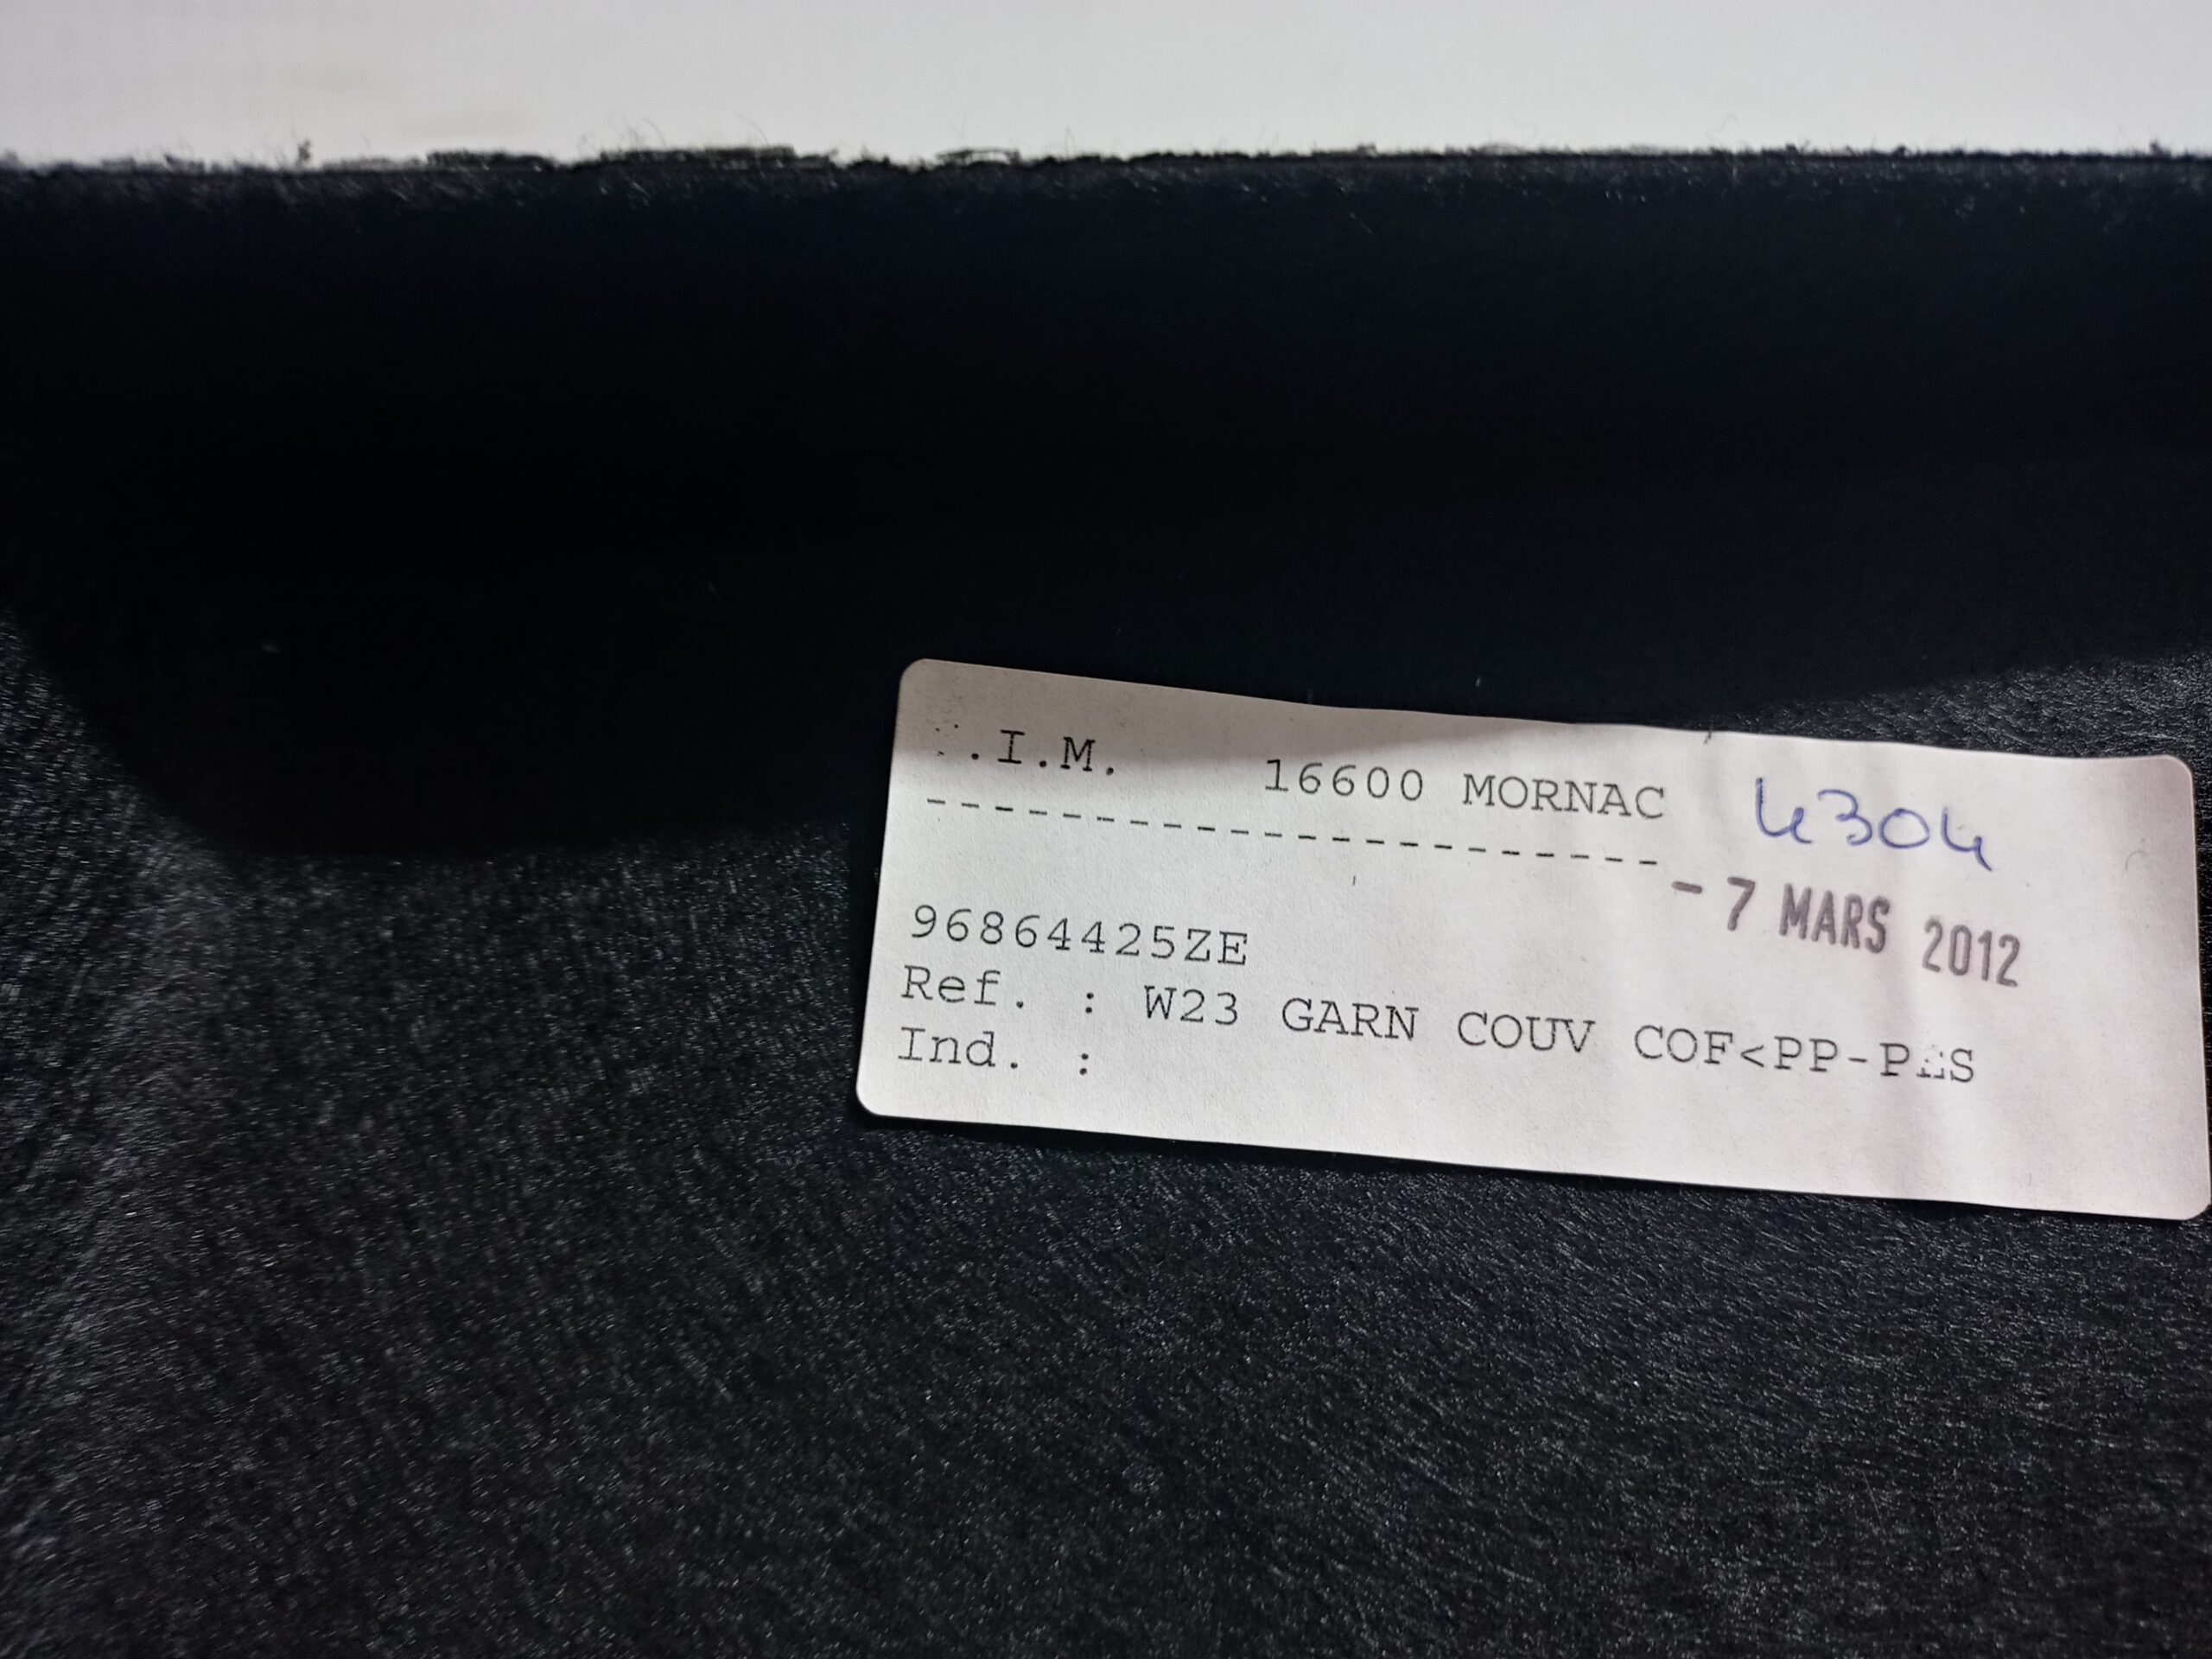 .I.M. 16600 MORNAC 4304
--------------------- - 7 MARS 2012
96864425ZE
Ref. : W23 GARN COUV COF<PP-PES
Ind. :